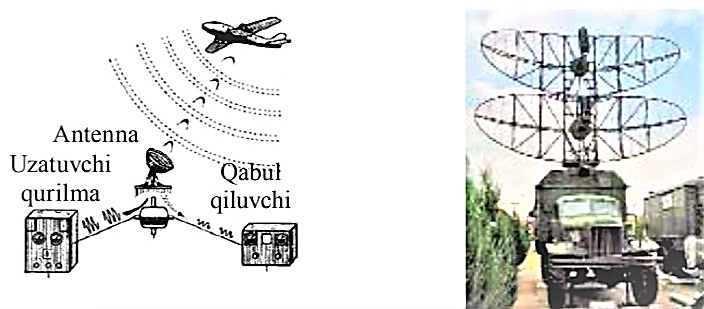 Antenna
Uzatuvchi
qurilma
Qabul
qiluvchi